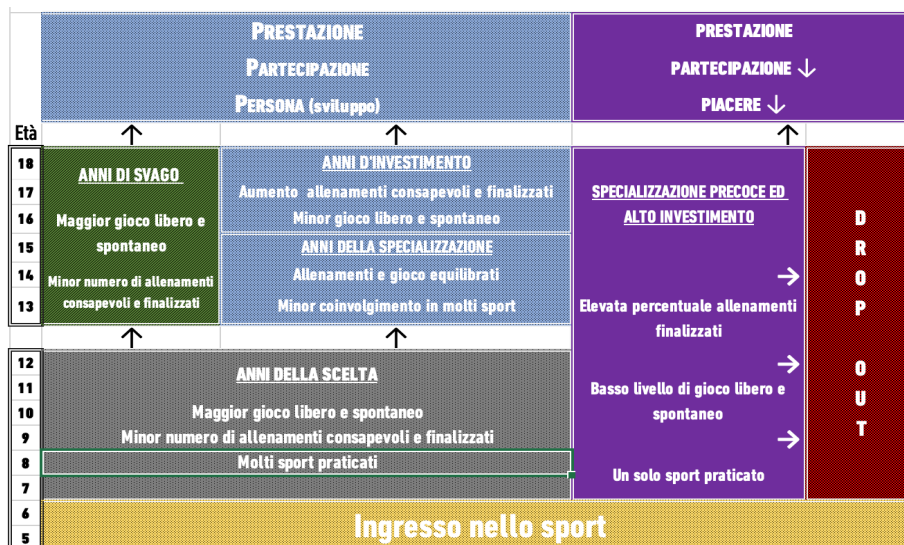 PRESTAZIONE
PARTECIPAZIONE
PERSONA (sviluppo)
PRESTAZIONE
PARTECIPAZIONE ↓
PIACERE ↓
Età
18
17
16
15
14
13
12
11
10
9
8
7
6
5
ANNI DI SVAGO
Maggior gioco libero e
spontaneo
Minor numero di allenamenti
consapevoli e finalizzati
ANNI D'INVESTIMENTO
Aumento allenamenti consapevoli e finalizzati
Minor gioco libero e spontaneo
ANNI DELLA SPECIALIZZAZIONE
Allenamenti e gioco equilibrati
Minor coinvolgimento in molti sport
SPECIALIZZAZIONE PRECOCE ED
ALTO INVESTIMENTO
Elevata percentuale allenamenti
finalizzati
Basso livello di gioco libero e
spontaneo
Un solo sport praticato
DROP OUT
ANNI DELLA SCELTA
Maggior gioco libero e spontaneo
Minor numero di allenamenti consapevoli e finalizzati
Molti sport praticati
Ingresso nello sport